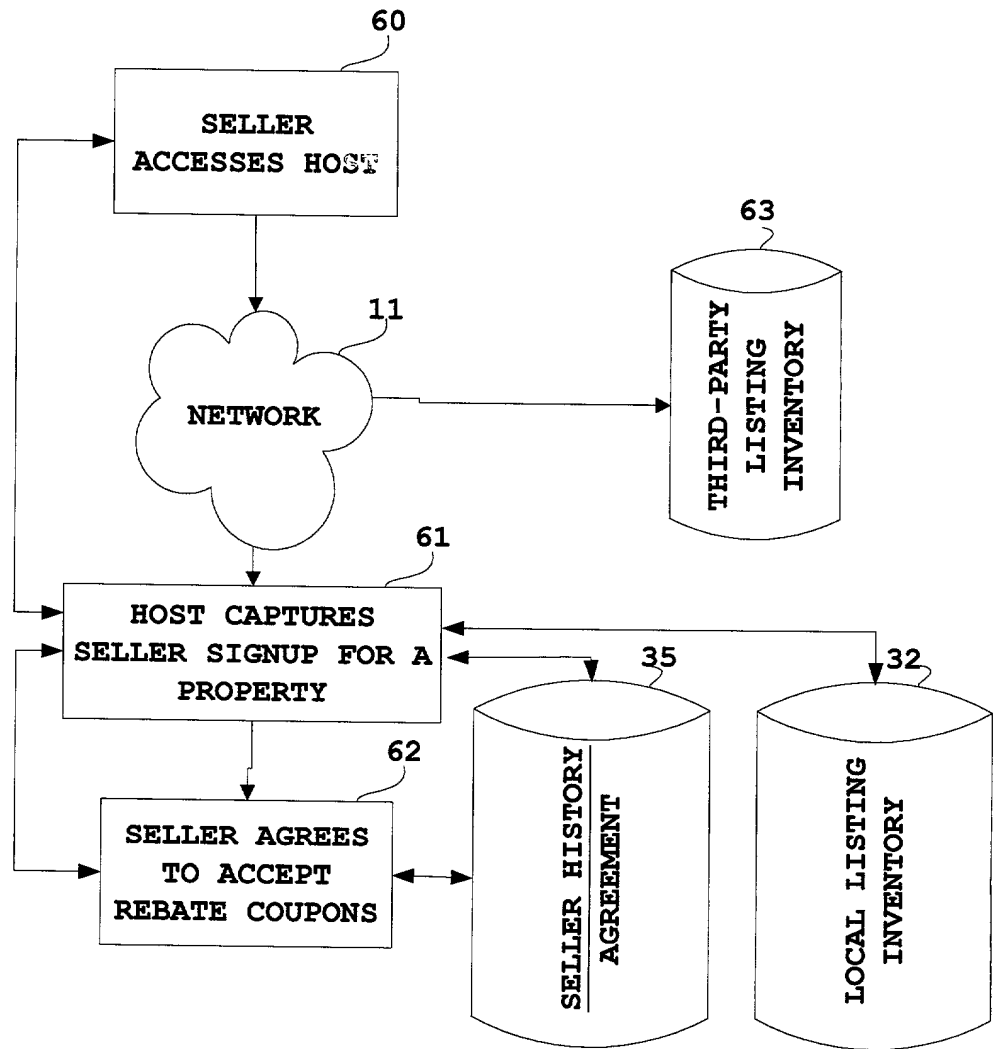 60
SELLER
ACCESSES HOST
63
THIRD-PARTY
LISTING
INVENTORY
11
NETWORK
61
HOST CAPTURES
SELLER SIGNUP FOR A
PROPERTY
35
SELLER HISTORY
AGREEMENT
32
LOCAL LISTING
INVENTORY
62
SELLER AGREES
TO ACCEPT
REBATE COUPONS